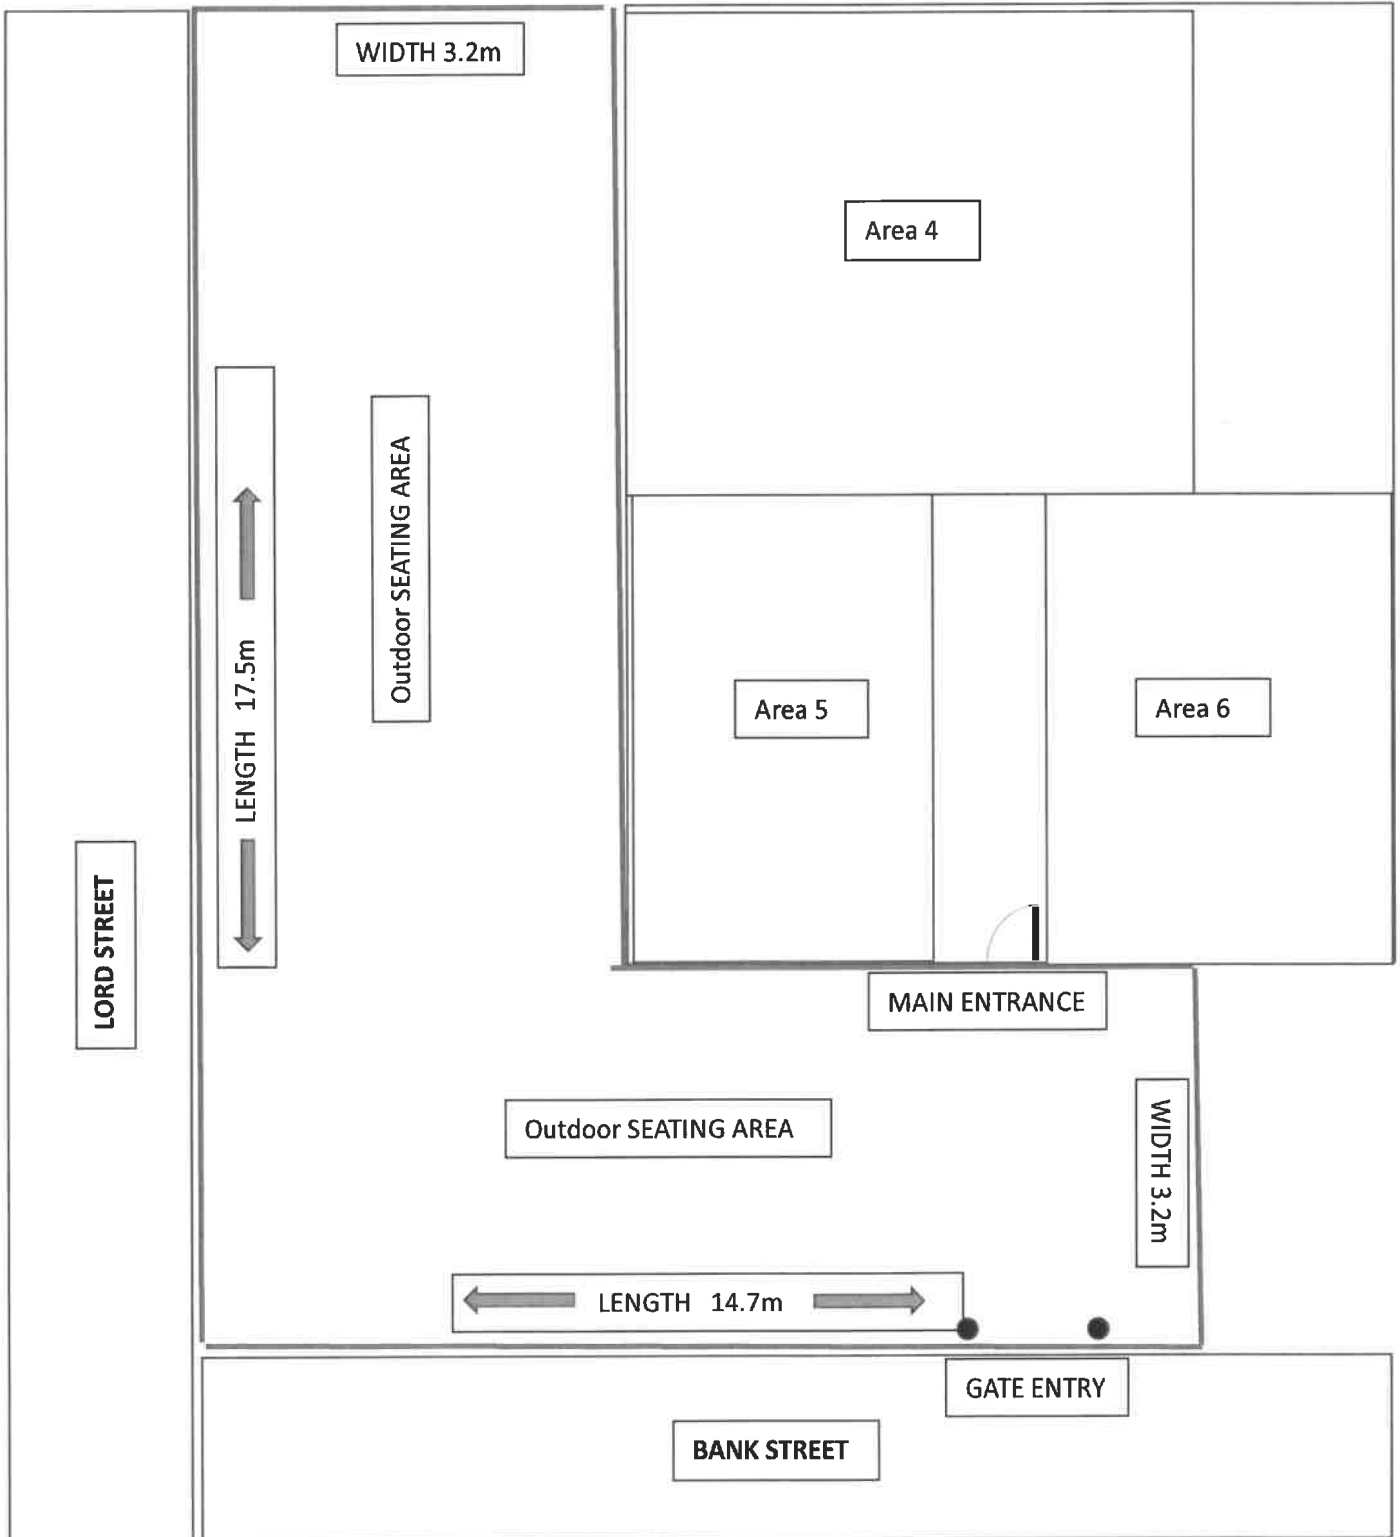 WIDTH 3.2m
Area 4
Outdoor SEATING AREA
LENGTH 17.5m
Area 5
Area 6
LORD STREET
MAIN ENTRANCE
Outdoor SEATING AREA
WIDTH 3.2m
LENGTH 14.7m
GATE ENTRY
BANK STREET